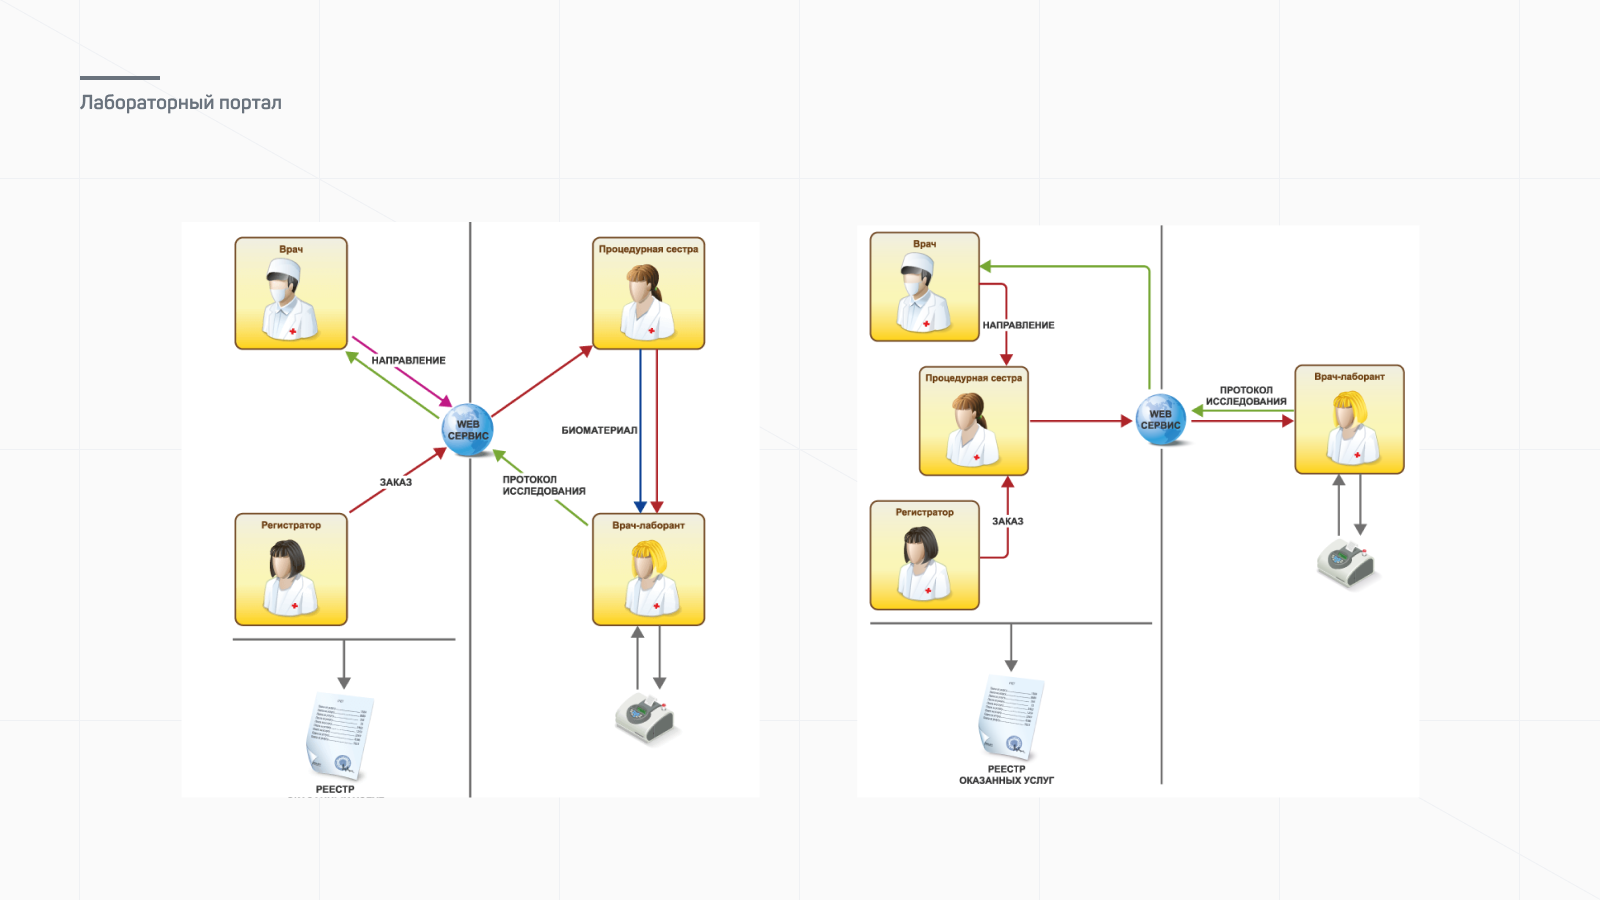 Лабораторный портал
Врач
Процедурная сестра
НАПРАВЛЕНИЕ
WEB
СЕРВИС
БИОМАТЕРИАЛ
ЗАКАЗ
ПРОТОКОЛ
ИССЛЕДОВАНИЯ
Регистратор
Врач-лаборант
РЕЕСТР
Врач
НАПРАВЛЕНИЕ
Процедурная сестра
Врач-лаборант
ПРОТОКОЛ
ИССЛЕДОВАНИЯ
WEB
СЕРВИС
Регистратор
ЗАКАЗ
РЕЕСТР
ОКАЗАННЫХ УСЛУГ